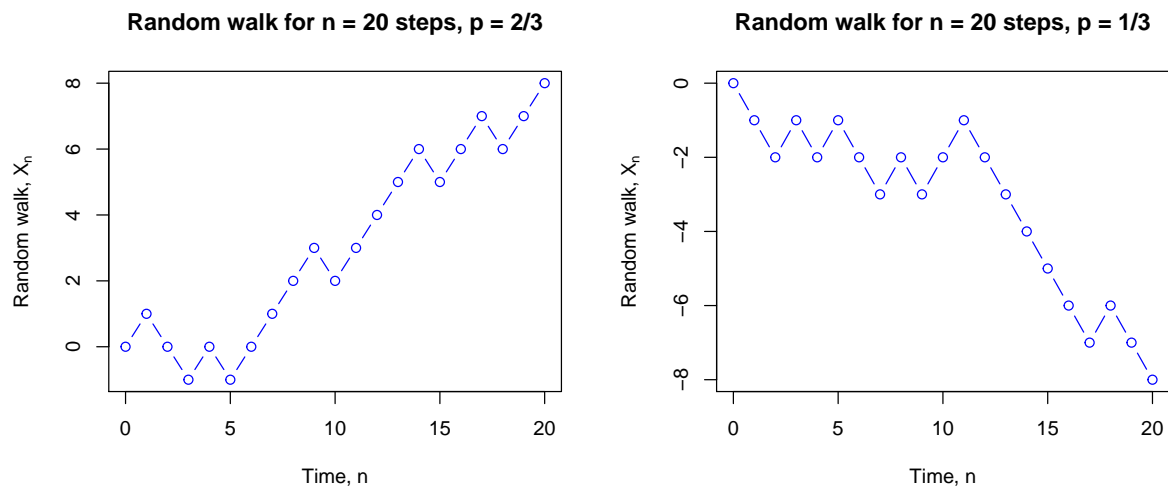 Random walk for n = 20 steps, p = 2/3
Random walk, Xn
8
6
4
2
0
0 5 10 15 20
Time, n
Random walk for n = 20 steps, p = 1/3
Random walk, Xn
0
−2
−4
−6
−8
0 5 10 15 20
Time, n